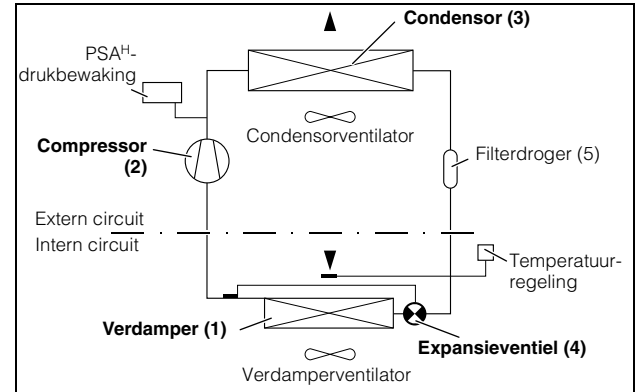 Condensor (3)
PSAᴴ-
drukbewaking
Condensorventilator
Compressor
(2)
Filterdroger (5)
Extern circuit
Intern circuit
Temperatuur-
regeling
Verdamper (1)
Expansieventiel (4)
Verdamperventilator